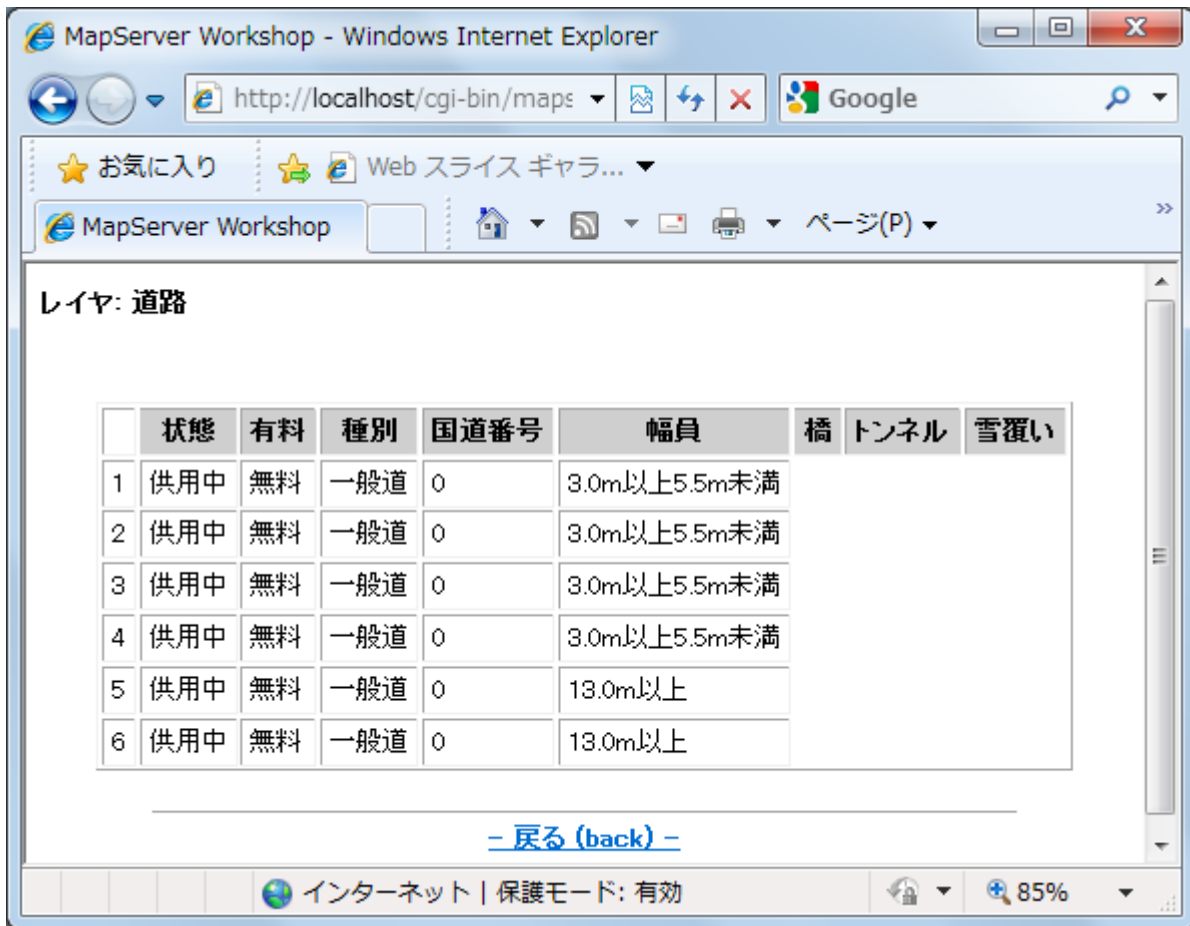 MapServer Workshop - Windows Internet Explorer
http://localhost/cgi-bin/maps
Google
お気に入り
Web スライス ギャラ...
MapServer Workshop
ページ(P)
レイヤ: 道路
状態 有料 種別 国道番号 幅員 橋 トンネル 雪覆い
1 供用中 無料 一般道 0 3.0m以上5.5m未満
2 供用中 無料 一般道 0 3.0m以上5.5m未満
3 供用中 無料 一般道 0 3.0m以上5.5m未満
4 供用中 無料 一般道 0 3.0m以上5.5m未満
5 供用中 無料 一般道 0 13.0m以上
6 供用中 無料 一般道 0 13.0m以上
- 戻る (back) -
インターネット | 保護モード: 有効
85%